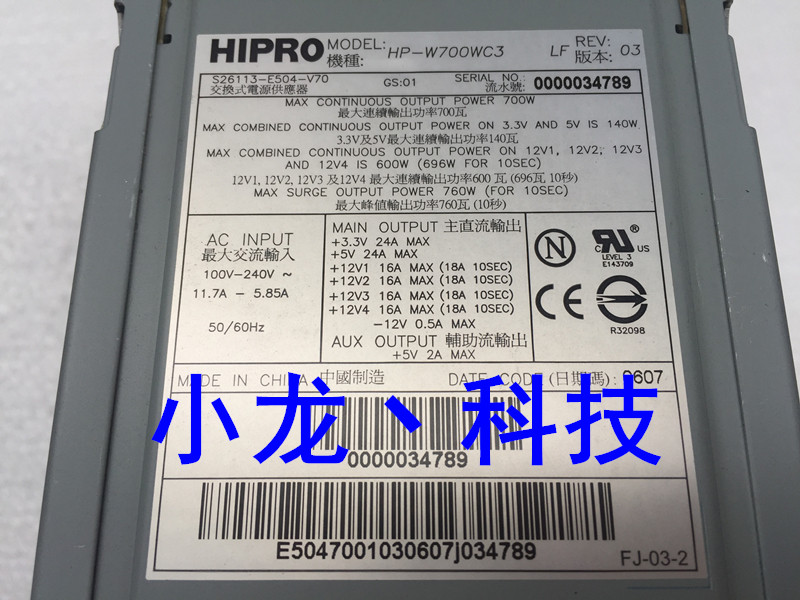 HIPRO MODEL: HP-W700WC3 LF REV: 03
機種: 版本:
S26113-E504-V70 GS:01 SERIAL NO.: 0000034789
交換式電源供應器 流水號:
MAX CONTINUOUS OUTPUT POWER 700W
最大連續輸出功率700瓦
MAX COMBINED CONTINUOUS OUTPUT POWER ON 3.3V AND 5V IS 140W
3.3V及5V最大連續輸出功率140瓦
MAX COMBINED CONTINUOUS OUTPUT POWER ON 12V1, 12V2, 12V3
AND 12V4 IS 600W (696W FOR 10SEC)
12V1, 12V2, 12V3 及12V4 最大連續輸出功率600 瓦 (696瓦 10秒)
MAX SURGE OUTPUT POWER 760W (FOR 10SEC)
最大峰值輸出功率760瓦 (10秒)
AC INPUT
最大交流輸入
100V-240V ~
11.7A - 5.85A
50/60Hz
MAIN OUTPUT 主直流輸出
+3.3V 24A MAX
+5V 24A MAX
+12V1 16A MAX (18A 10SEC)
+12V2 16A MAX (18A 10SEC)
+12V3 16A MAX (18A 10SEC)
+12V4 16A MAX (18A 10SEC)
-12V 0.5A MAX
AUX OUTPUT 輔助流輸出
+5V 2A MAX
N
c RU ® US
LEVEL 3
E143709
CE
R32098
MADE IN CHINA 中國制造 DATE CODE (日期碼): 0607
小龙丶科技
0000034789
E5047001030607j034789
FJ-03-2